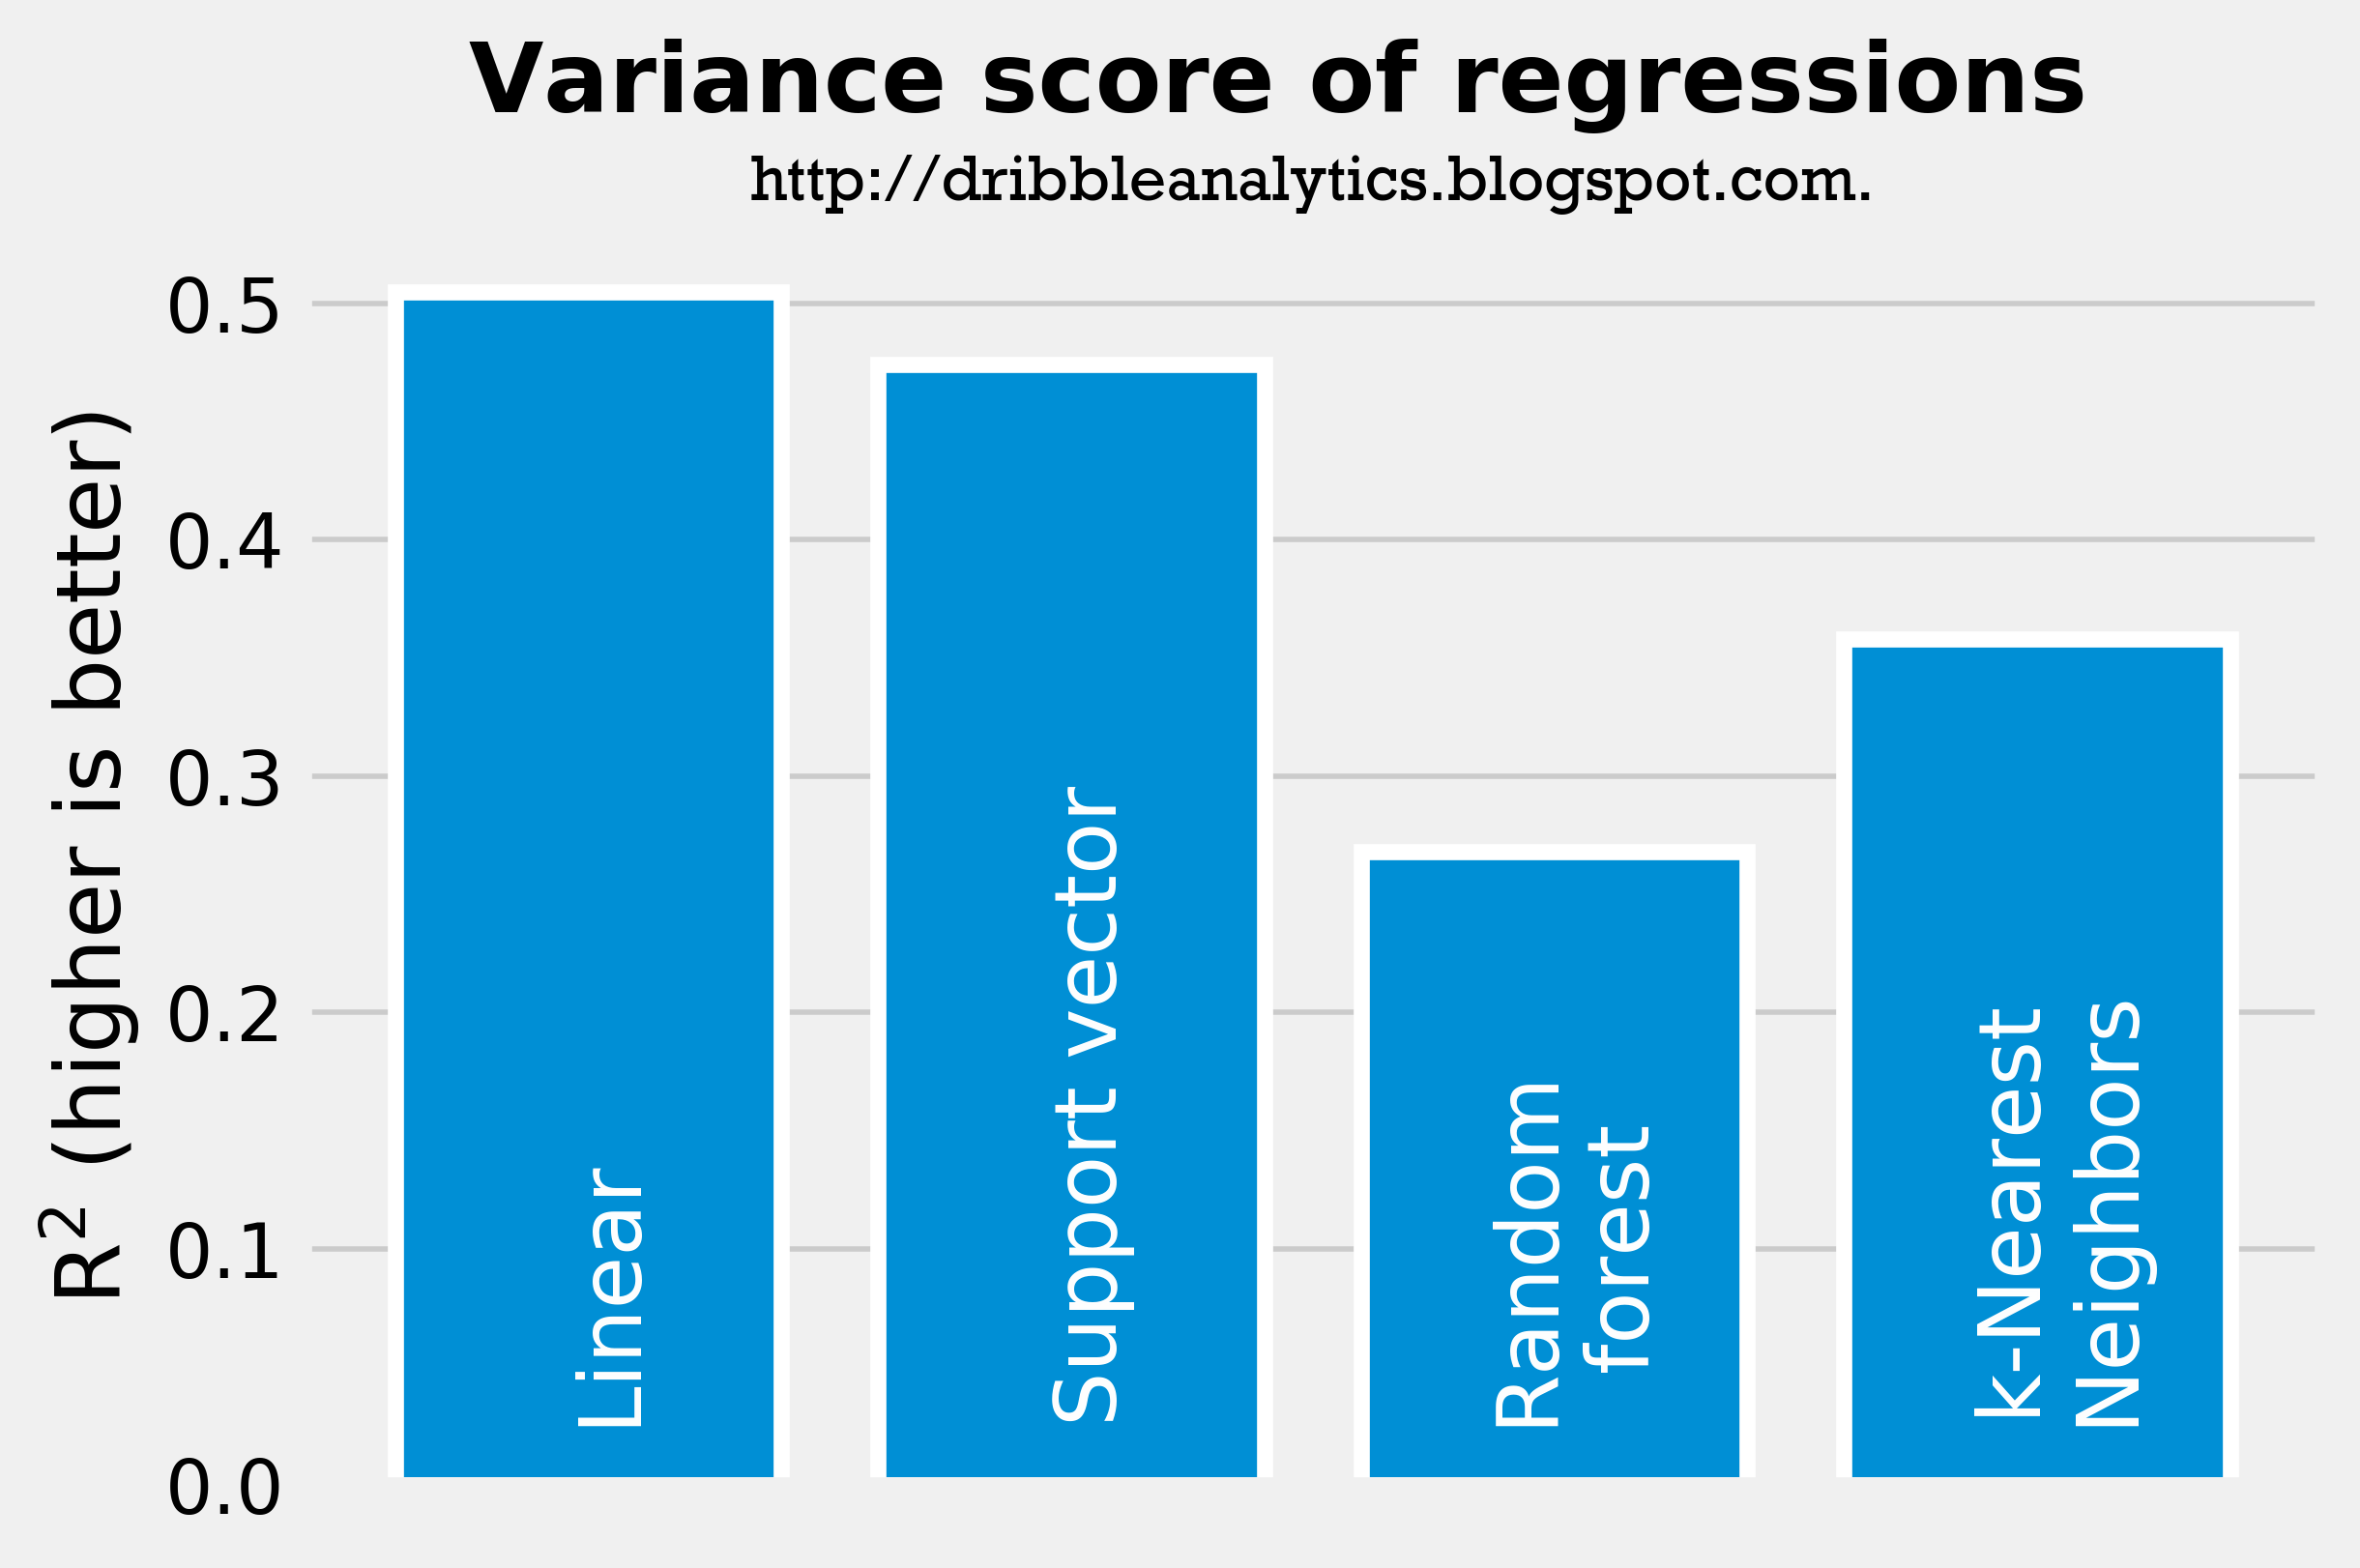 Variance score of regressions
http://dribbleanalytics.blogspot.com.
R² (higher is better)
0.5
0.4
0.3
0.2
0.1
0.0
Linear
Support vector
Random
forest
k-Nearest
Neighbors